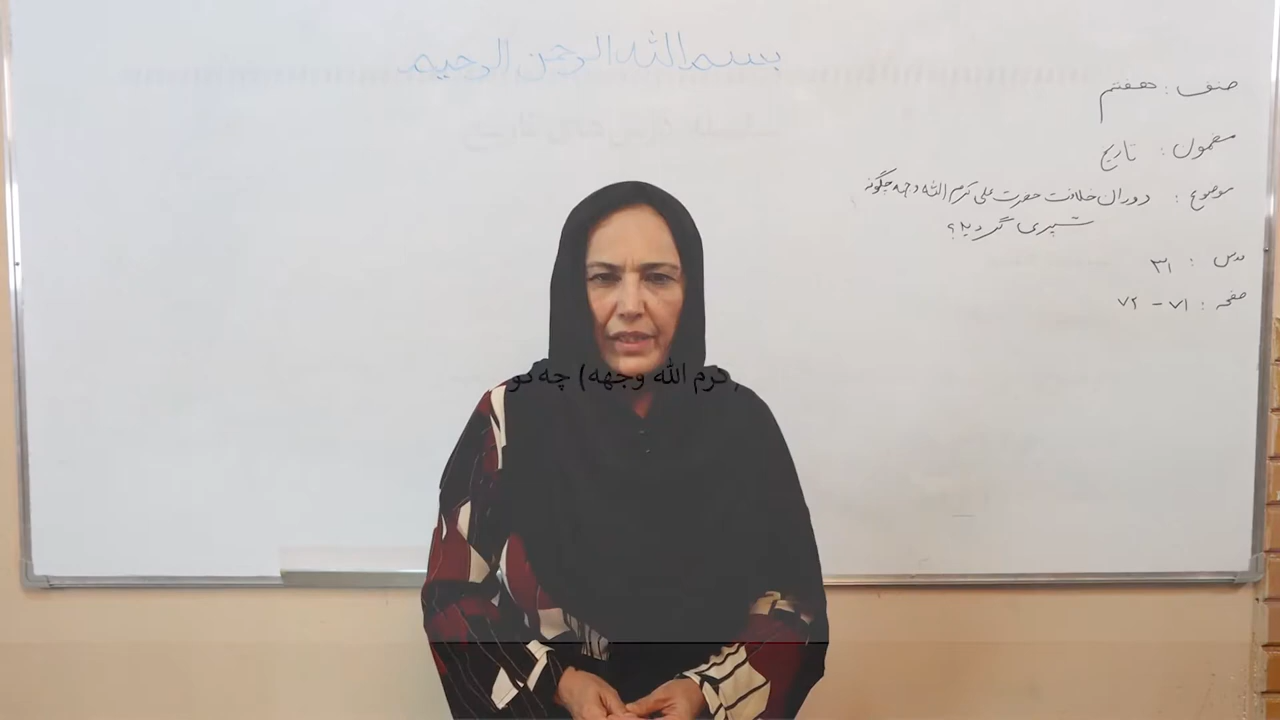 بسم الله الرحمن الرحیم
صنف : هفتم
مضمون : تاریخ
موضوع : دوران خلافت حضرت علی کرم الله وجهه چگونه
سپری گردید؟
درس : ۳۱
صفحه : ۷۱ - ۷۲
(کرم الله وجهه) چه